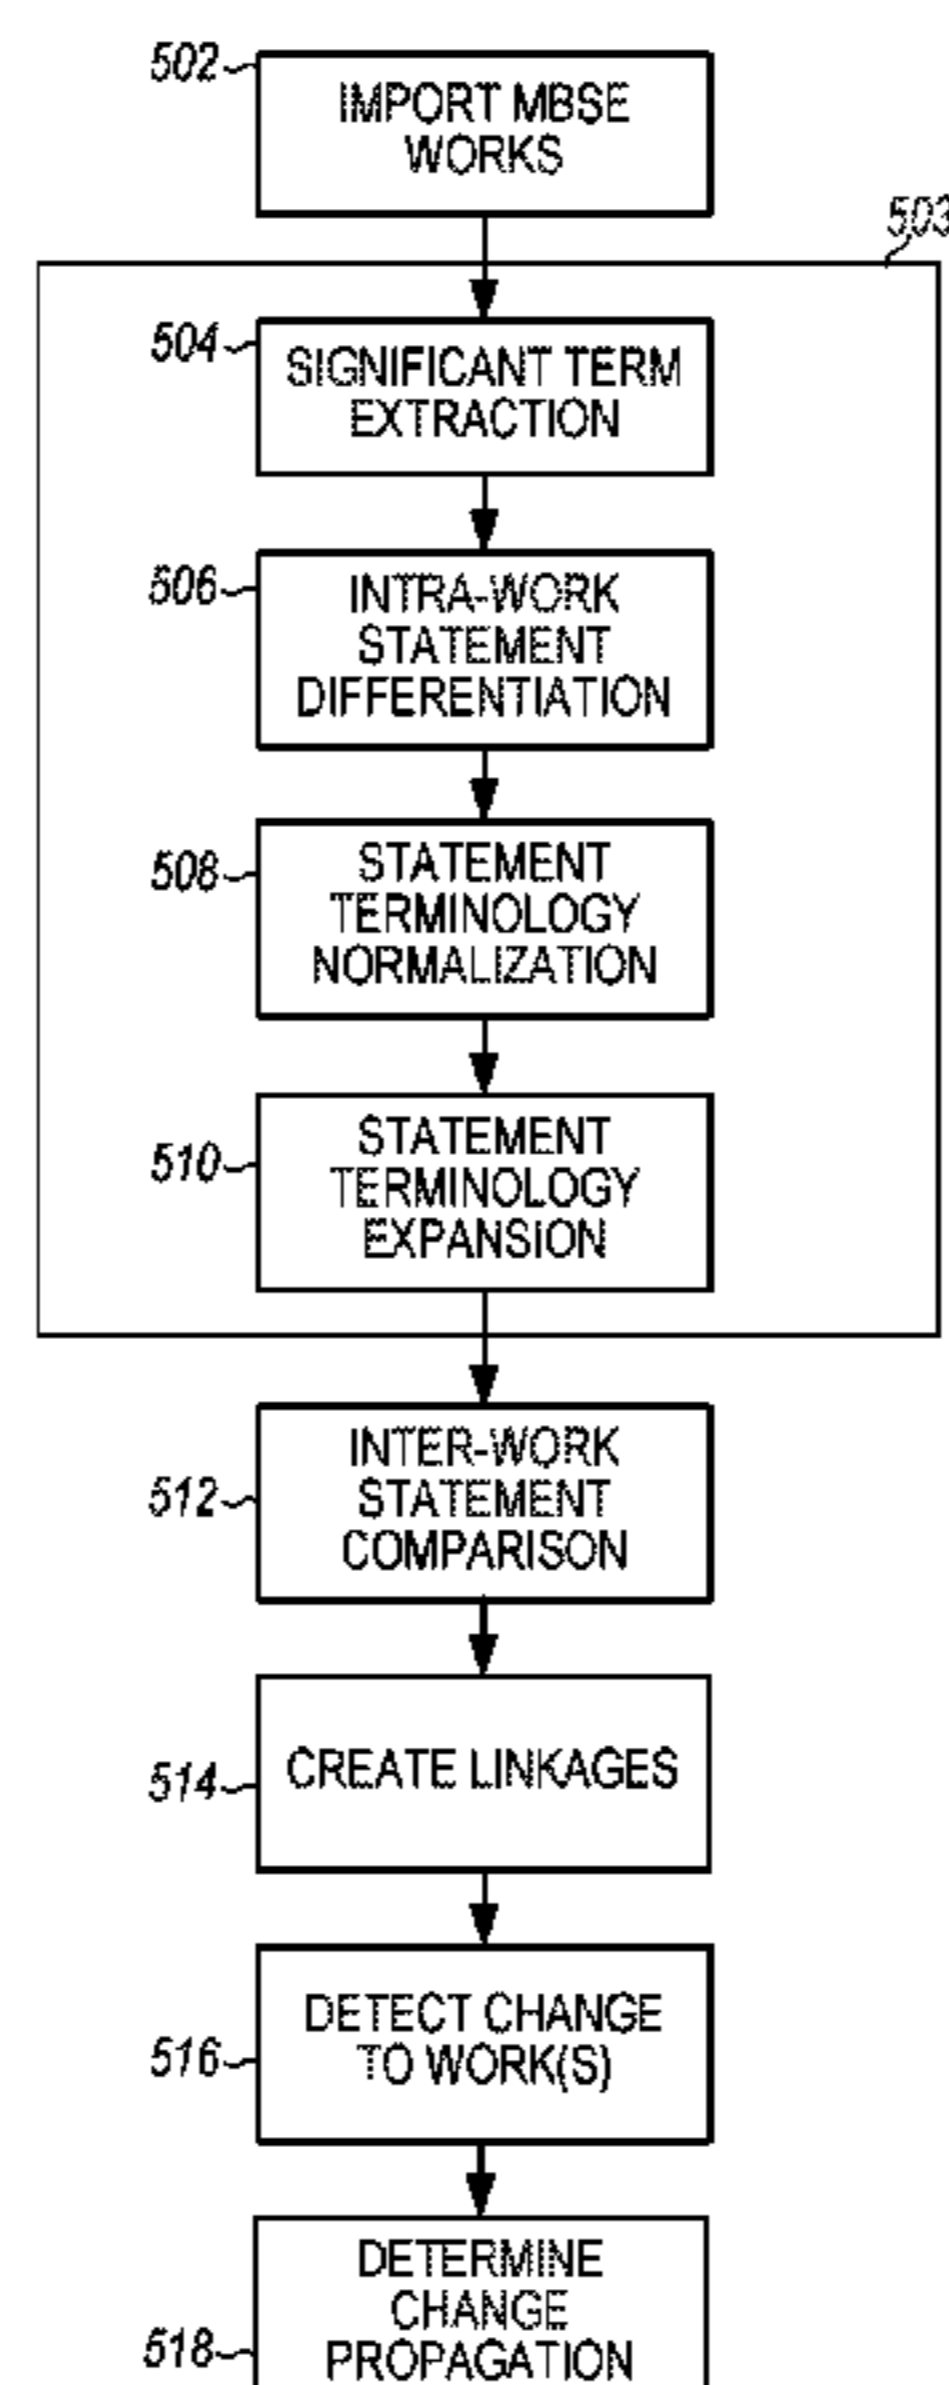 502
IMPORT MBSE
WORKS
503
504
SIGNIFICANT TERM
EXTRACTION
506
INTRA-WORK
STATEMENT
DIFFERENTIATION
508
STATEMENT
TERMINOLOGY
NORMALIZATION
510
STATEMENT
TERMINOLOGY
EXPANSION
512
INTER-WORK
STATEMENT
COMPARISON
514
CREATE LINKAGES
516
DETECT CHANGE
TO WORK(S)
518
DETERMINE
CHANGE
PROPAGATION